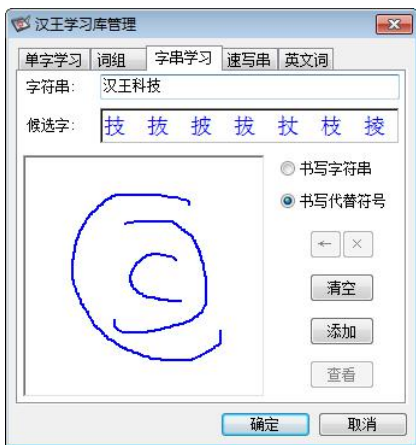 汉王学习库管理
单字学习 词组 字串学习 速写串 英文词
字符串: 汉王科技
候选字: 技 抜 披 拔 扙 枝 掕
书写字符串
书写代替符号
← ×
清空
添加
查看
确定 取消